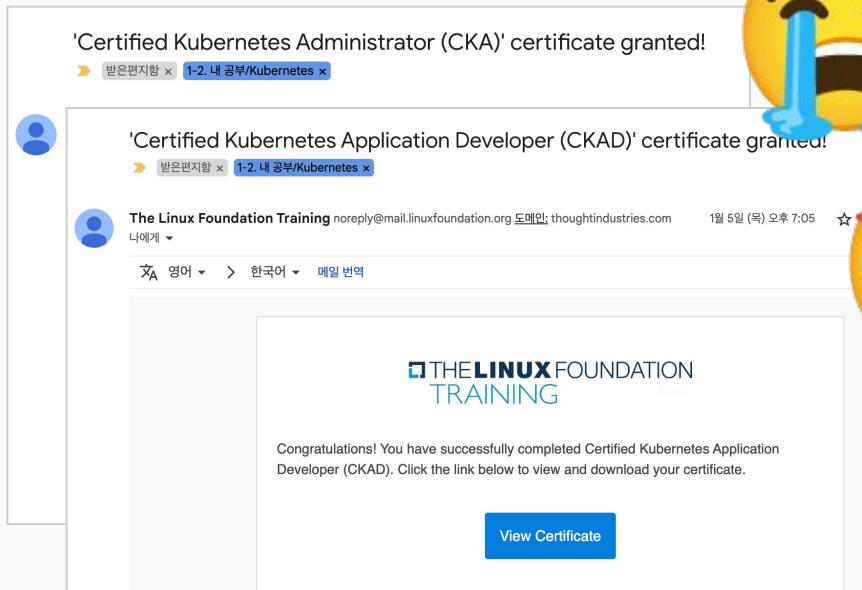 'Certified Kubernetes Administrator (CKA)' certificate granted!
받은편지함 x 1-2. 내 공부/Kubernetes x
'Certified Kubernetes Application Developer (CKAD)' certificate granted!
받은편지함 x 1-2. 내 공부/Kubernetes x
The Linux Foundation Training noreply@mail.linuxfoundation.org 도메인: thoughtindustries.com 1월 5일 (목) 오후 7:05
나에게
영어 > 한국어 메일 번역
THE LINUX FOUNDATION
TRAINING
Congratulations! You have successfully completed Certified Kubernetes Application
Developer (CKAD). Click the link below to view and download your certificate.
View Certificate